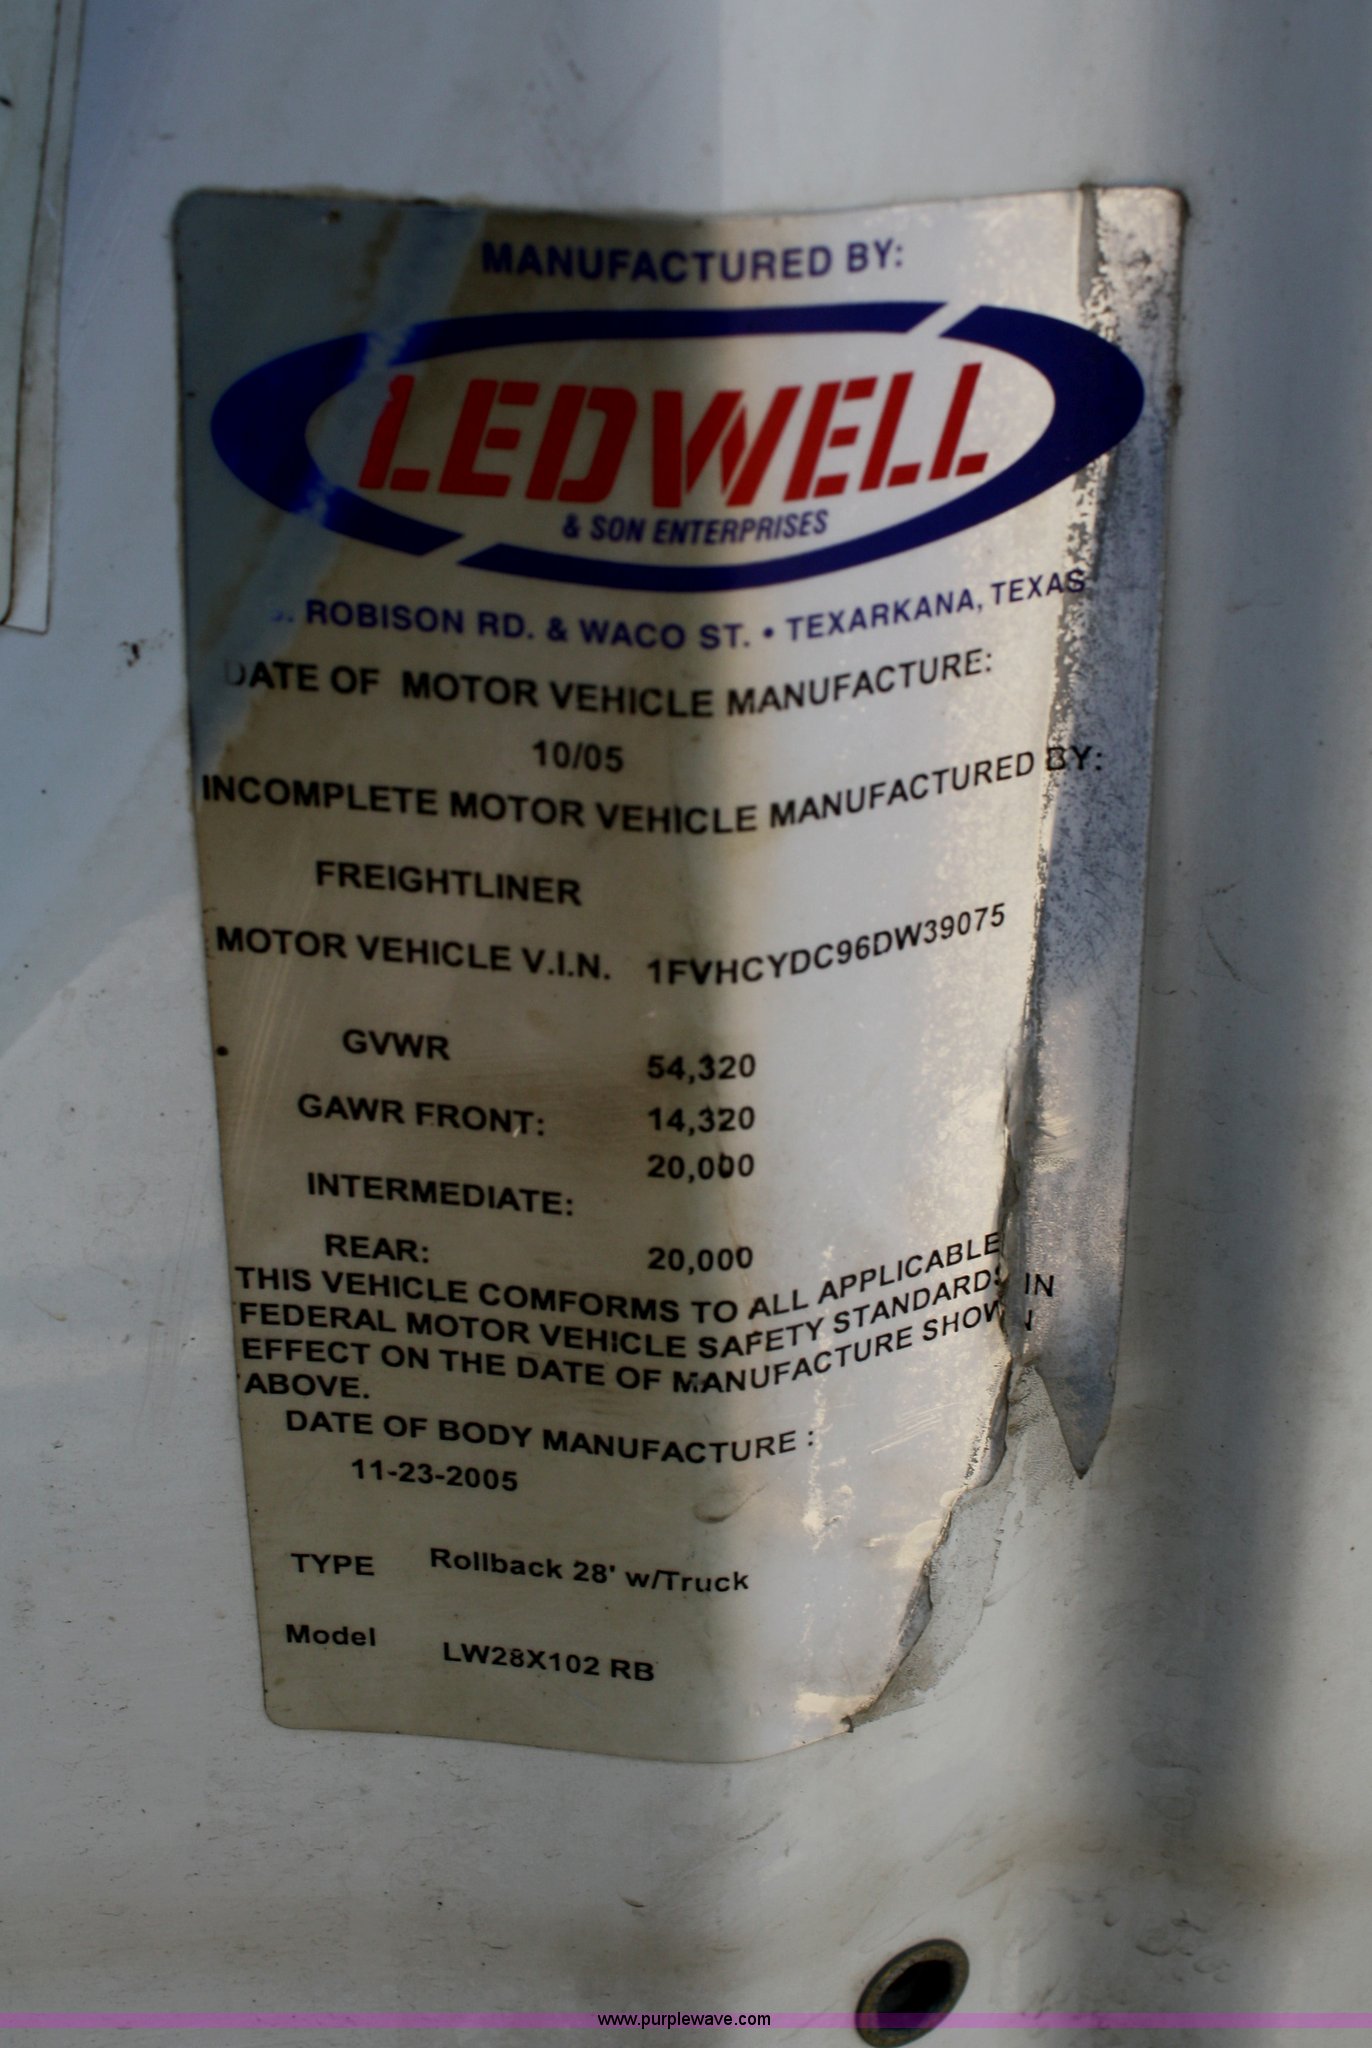 MANUFACTURED BY:
LEDWELL
& SON ENTERPRISES
. ROBISON RD. & WACO ST. • TEXARKANA, TEXAS
DATE OF MOTOR VEHICLE MANUFACTURE:
10/05
INCOMPLETE MOTOR VEHICLE MANUFACTURED BY:
FREIGHTLINER
MOTOR VEHICLE V.I.N. 1FVHCYDC96DW39075
GVWR 54,320
GAWR FRONT: 14,320
INTERMEDIATE: 20,000
REAR: 20,000
THIS VEHICLE COMFORMS TO ALL APPLICABLE
FEDERAL MOTOR VEHICLE SAFETY STANDARDS IN
EFFECT ON THE DATE OF MANUFACTURE SHOWN
ABOVE.
DATE OF BODY MANUFACTURE :
11-23-2005
TYPE Rollback 28' w/Truck
Model LW28X102 RB
www.purplewave.com